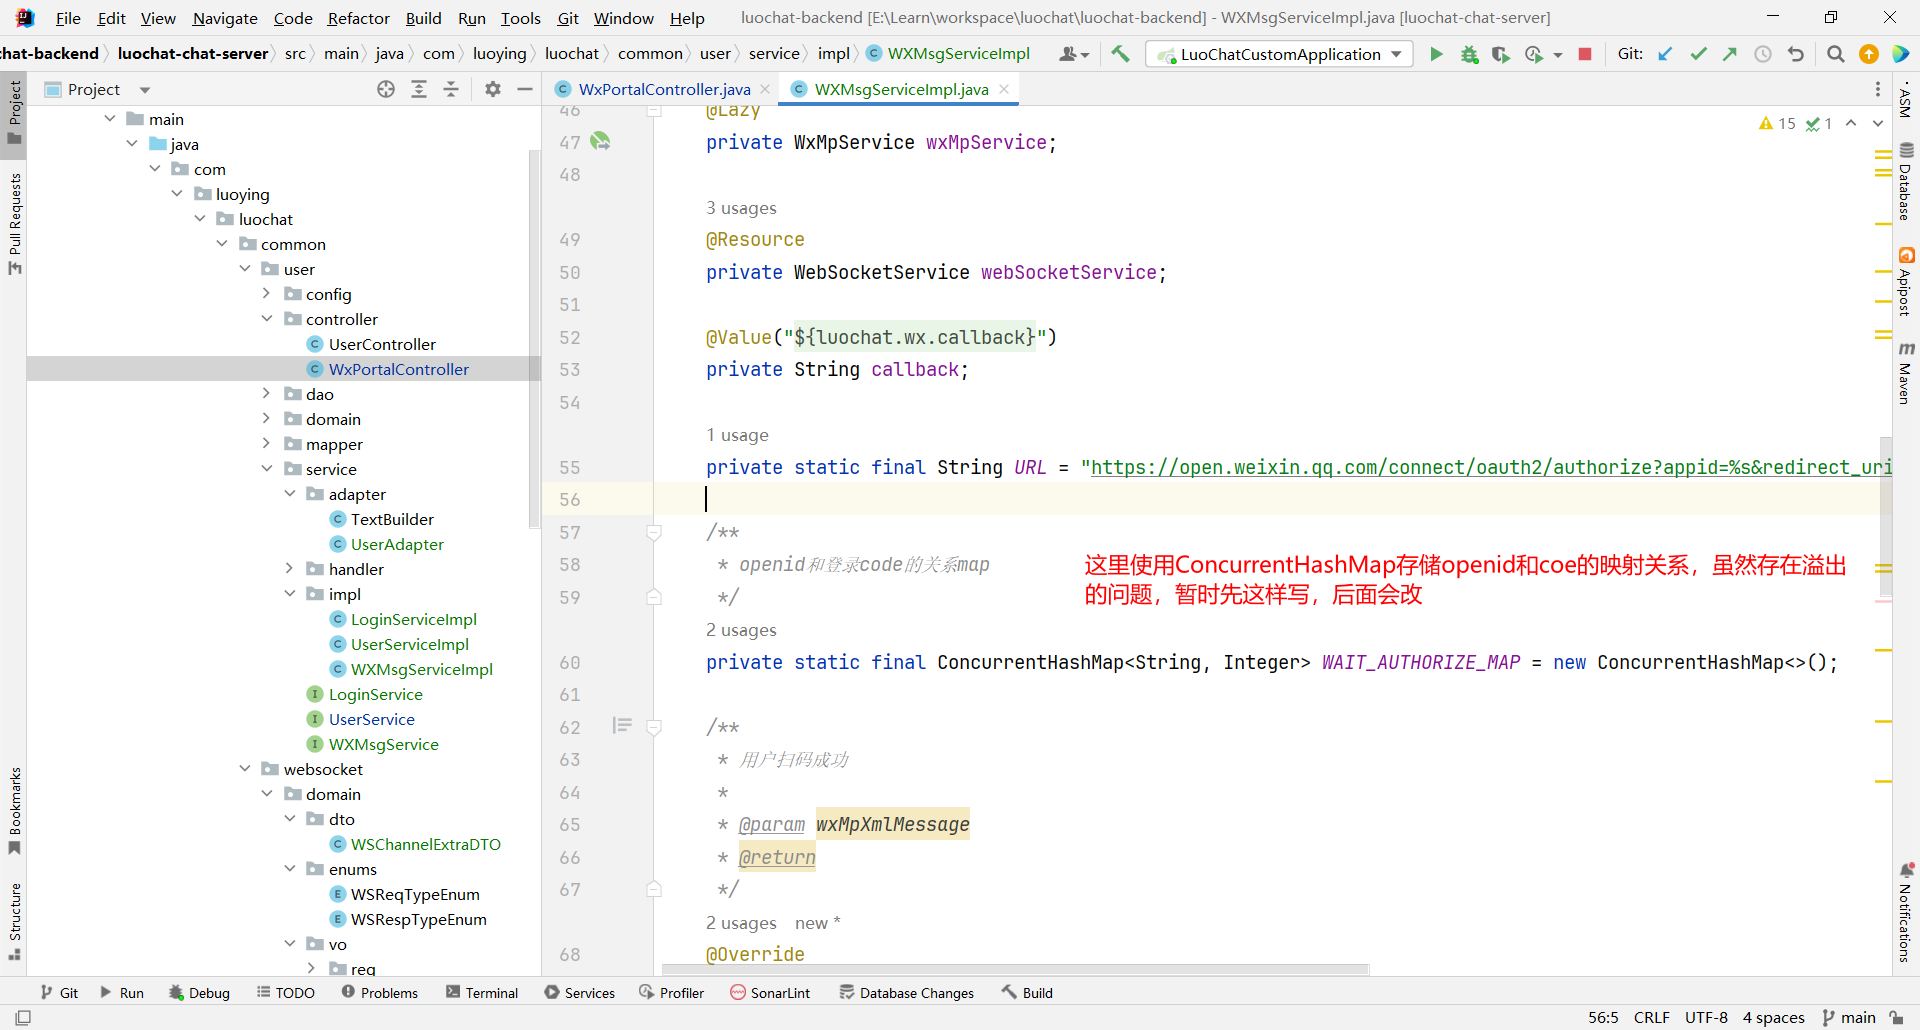 File Edit View Navigate Code Refactor Build Run Tools Git Window Help luochat-backend [E:\Learn\workspace\luochat\luochat-backend] - WXMsgServiceImpl.java [luochat-chat-server]
hat-backend luochat-chat-server src main java com luoying luochat common user service impl WXMsgServiceImpl LuoChatCustomApplication Git:
Project WxPortalController.java WXMsgServiceImpl.java
main
java
com
luoying
luochat
common
user
config
controller
UserController
WxPortalController
dao
domain
mapper
service
adapter
TextBuilder
UserAdapter
handler
impl
LoginServiceImpl
UserServiceImpl
WXMsgServiceImpl
LoginService
UserService
WXMsgService
websocket
domain
dto
WSChannelExtraDTO
enums
WSReqTypeEnum
WSRespTypeEnum
vo
req
46 @Lazy
47 private WxMpService wxMpService;
48
3 usages
49 @Resource
50 private WebSocketService webSocketService;
51
52 @Value("${luochat.wx.callback}")
53 private String callback;
54
1 usage
55 private static final String URL = "https://open.weixin.qq.com/connect/oauth2/authorize?appid=%s&redirect_uri
56
57 /**
58 * openid和登录code的关系map
59 */
2 usages
60 private static final ConcurrentHashMap<String, Integer> WAIT_AUTHORIZE_MAP = new ConcurrentHashMap<>();
61
62 /**
63 * 用户扫码成功
64 *
65 * @param wxMpXmlMessage
66 * @return
67 */
2 usages new *
68 @Override
这里使用ConcurrentHashMap存储openid和coe的映射关系，虽然存在溢出
的问题，暂时先这样写，后面会改
15 1
Project
Pull Requests
Bookmarks
Structure
ASM
Database
Apipost
Maven
Notifications
Git Run Debug TODO Problems Terminal Services Profiler SonarLint Database Changes Build
56:5 CRLF UTF-8 4 spaces main